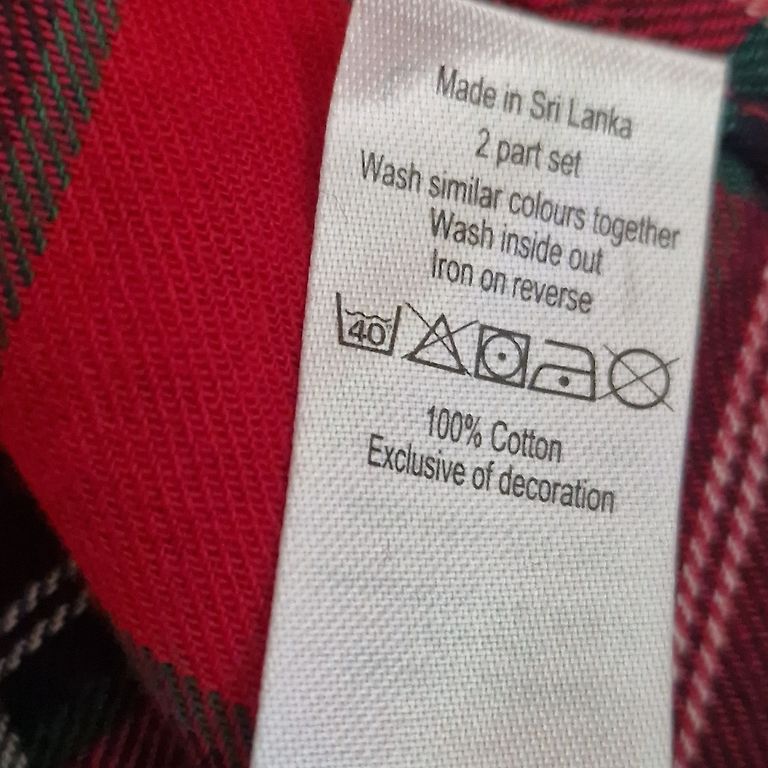 Made in Sri Lanka
2 part set
Wash similar colours together
Wash inside out
Iron on reverse
40
100% Cotton
Exclusive of decoration